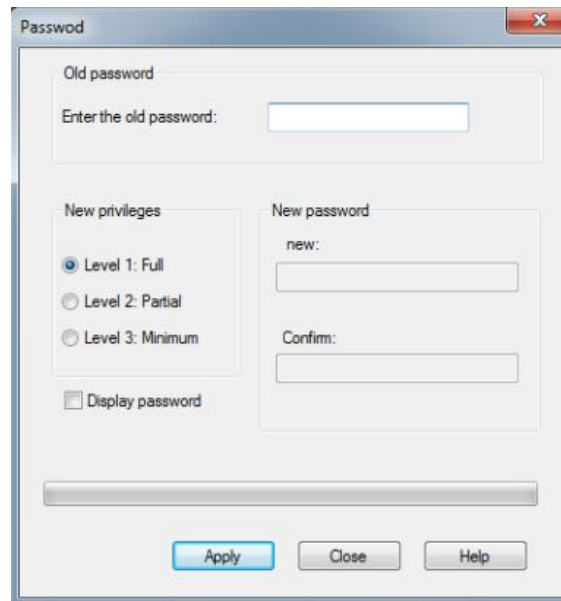 Passwod
Old password
Enter the old password:
New privileges
Level 1: Full
Level 2: Partial
Level 3: Minimum
Display password
New password
new:
Confirm:
Apply
Close
Help